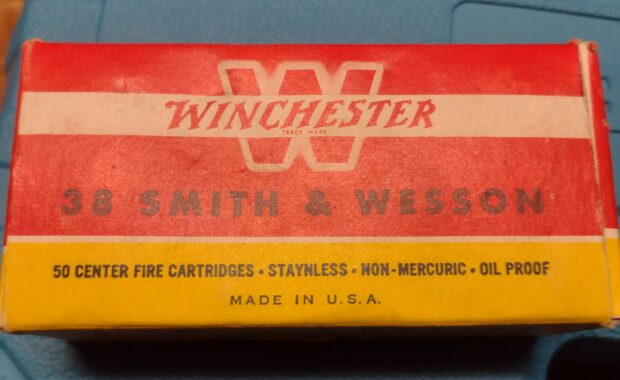 W
WINCHESTER
TRADE MARK
38 SMITH & WESSON
50 CENTER FIRE CARTRIDGES • STAYNLESS • NON-MERCURIC • OIL PROOF
MADE IN U.S.A.